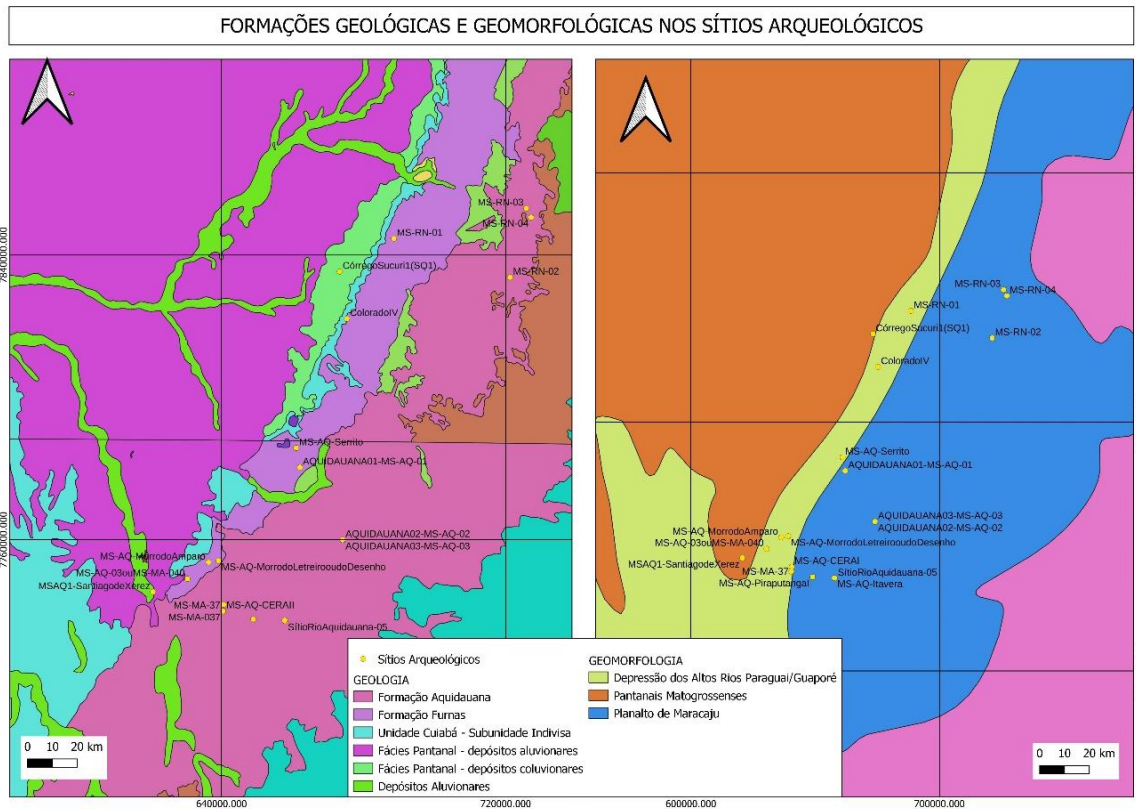 FORMAÇÕES GEOLÓGICAS E GEOMORFOLÓGICAS NOS SÍTIOS ARQUEOLÓGICOS
MS-RN-03
MS-RN-04
MS-RN-01
CórregoSucuri1(SQ1)
MS-RN-02
ColoradoIV
MS-AQ-Serrito
AQUIDAUANA01-MS-AQ-01
AQUIDAUANA02-MS-AQ-02
AQUIDAUANA03-MS-AQ-03
MS-AQ-MorrodoAmparo
MS-AQ-MorrodoLetreiroouudoDesenho
MS-AQ-03ouMS-MA-040
MSAQ1-SantiagodeXerez
MS-MA-37
MS-AQ-CERAII
MS-MA-037
SítioRioAquidauana-05
7840000.000
7760000.000
640000.000
720000.000
0 10 20 km
MS-RN-03
MS-RN-04
MS-RN-01
CórregoSucuri1(SQ1)
MS-RN-02
ColoradoIV
MS-AQ-Serrito
AQUIDAUANA01-MS-AQ-01
AQUIDAUANA03-MS-AQ-03
AQUIDAUANA02-MS-AQ-02
MS-AQ-MorrodoAmparo
MS-AQ-03ouMS-MA-040
MS-AQ-MorrodoLetreiroouudoDesenho
MSAQ1-SantiagodeXerez
MS-AQ-CERAI
MS-MA-37
SítioRioAquidauana-05
MS-AQ-Piraputangal
MS-AQ-Itavera
600000.000
700000.000
0 10 20 km
Sítios Arqueológicos
GEOLOGIA
Formação Aquidauana
Formação Furnas
Unidade Cuiabá - Subunidade Indivisa
Fácies Pantanal - depósitos aluvionares
Fácies Pantanal - depósitos coluvionares
Depósitos Aluvionares
GEOMORFOLOGIA
Depressão dos Altos Rios Paraguai/Guaporé
Pantanais Matogrossenses
Planalto de Maracaju